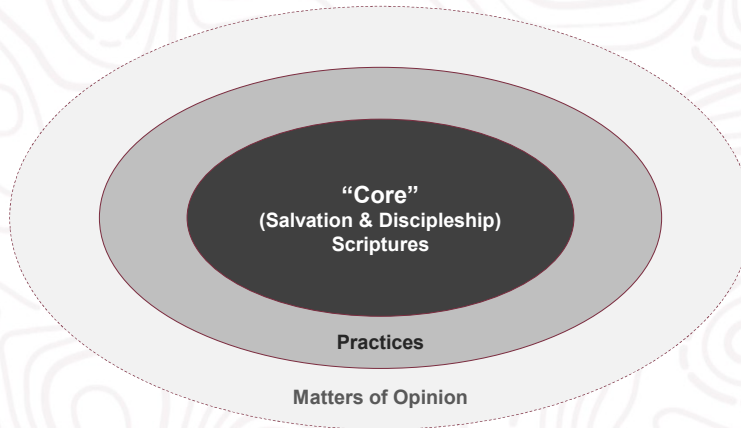 “Core”
(Salvation & Discipleship)
Scriptures
Practices
Matters of Opinion